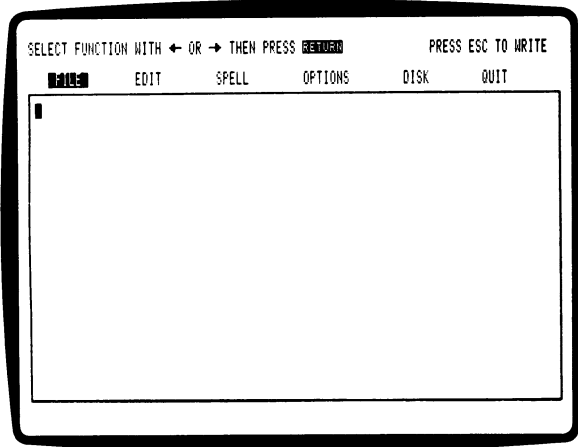 SELECT FUNCTION WITH ← OR → THEN PRESS RETURN PRESS ESC TO WRITE
FILE EDIT SPELL OPTIONS DISK QUIT